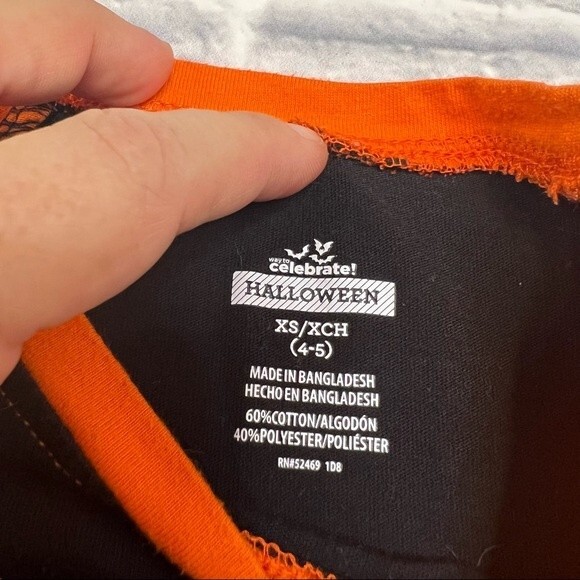 way to
celebrate!
HALLOWEEN
XS/XCH
(4-5)
MADE IN BANGLADESH
HECHO EN BANGLADESH
60%COTTON/ALGODÓN
40%POLYESTER/POLIÉSTER
RN#52469 1D8